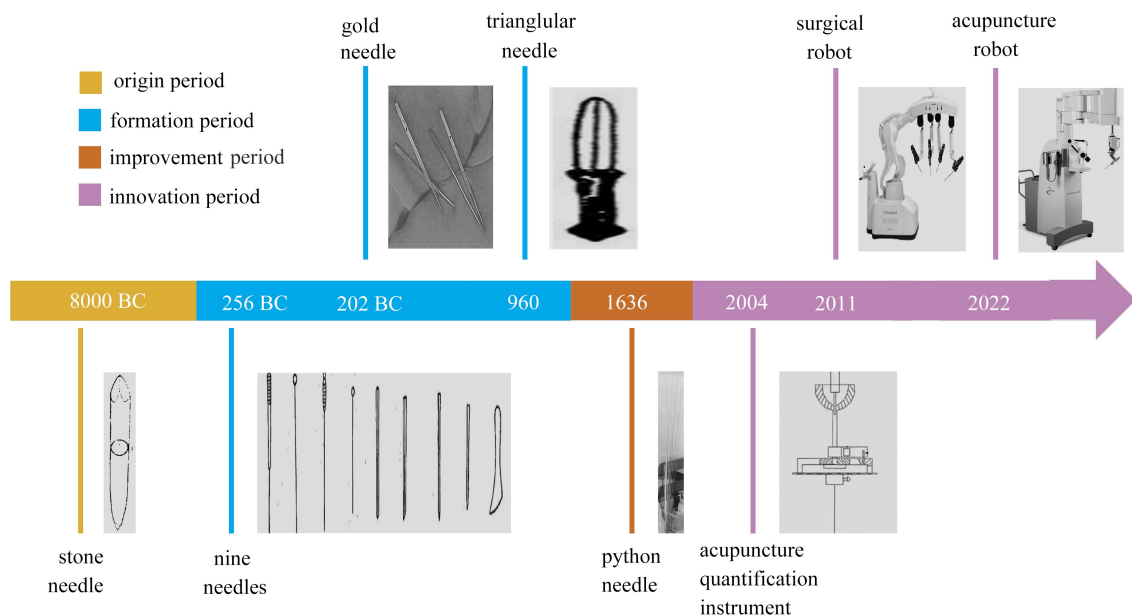 gold
needle
trianglular
needle
surgical
robot
acupuncture
robot
origin period
formation period
improvement period
innovation period
8000 BC
256 BC
202 BC
960
1636
2004
2011
2022
stone
needle
nine
needles
python
needle
acupuncture
quantification
instrument